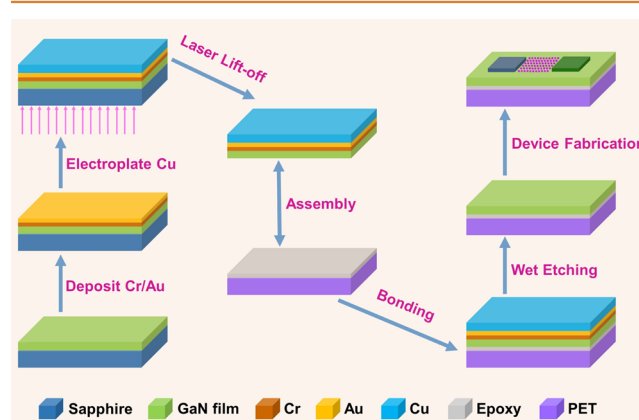 Laser Lift-off
Electroplate Cu
Device Fabrication
Assembly
Deposit Cr/Au
Wet Etching
Bonding
Sapphire
GaN film
Cr
Au
Cu
Epoxy
PET